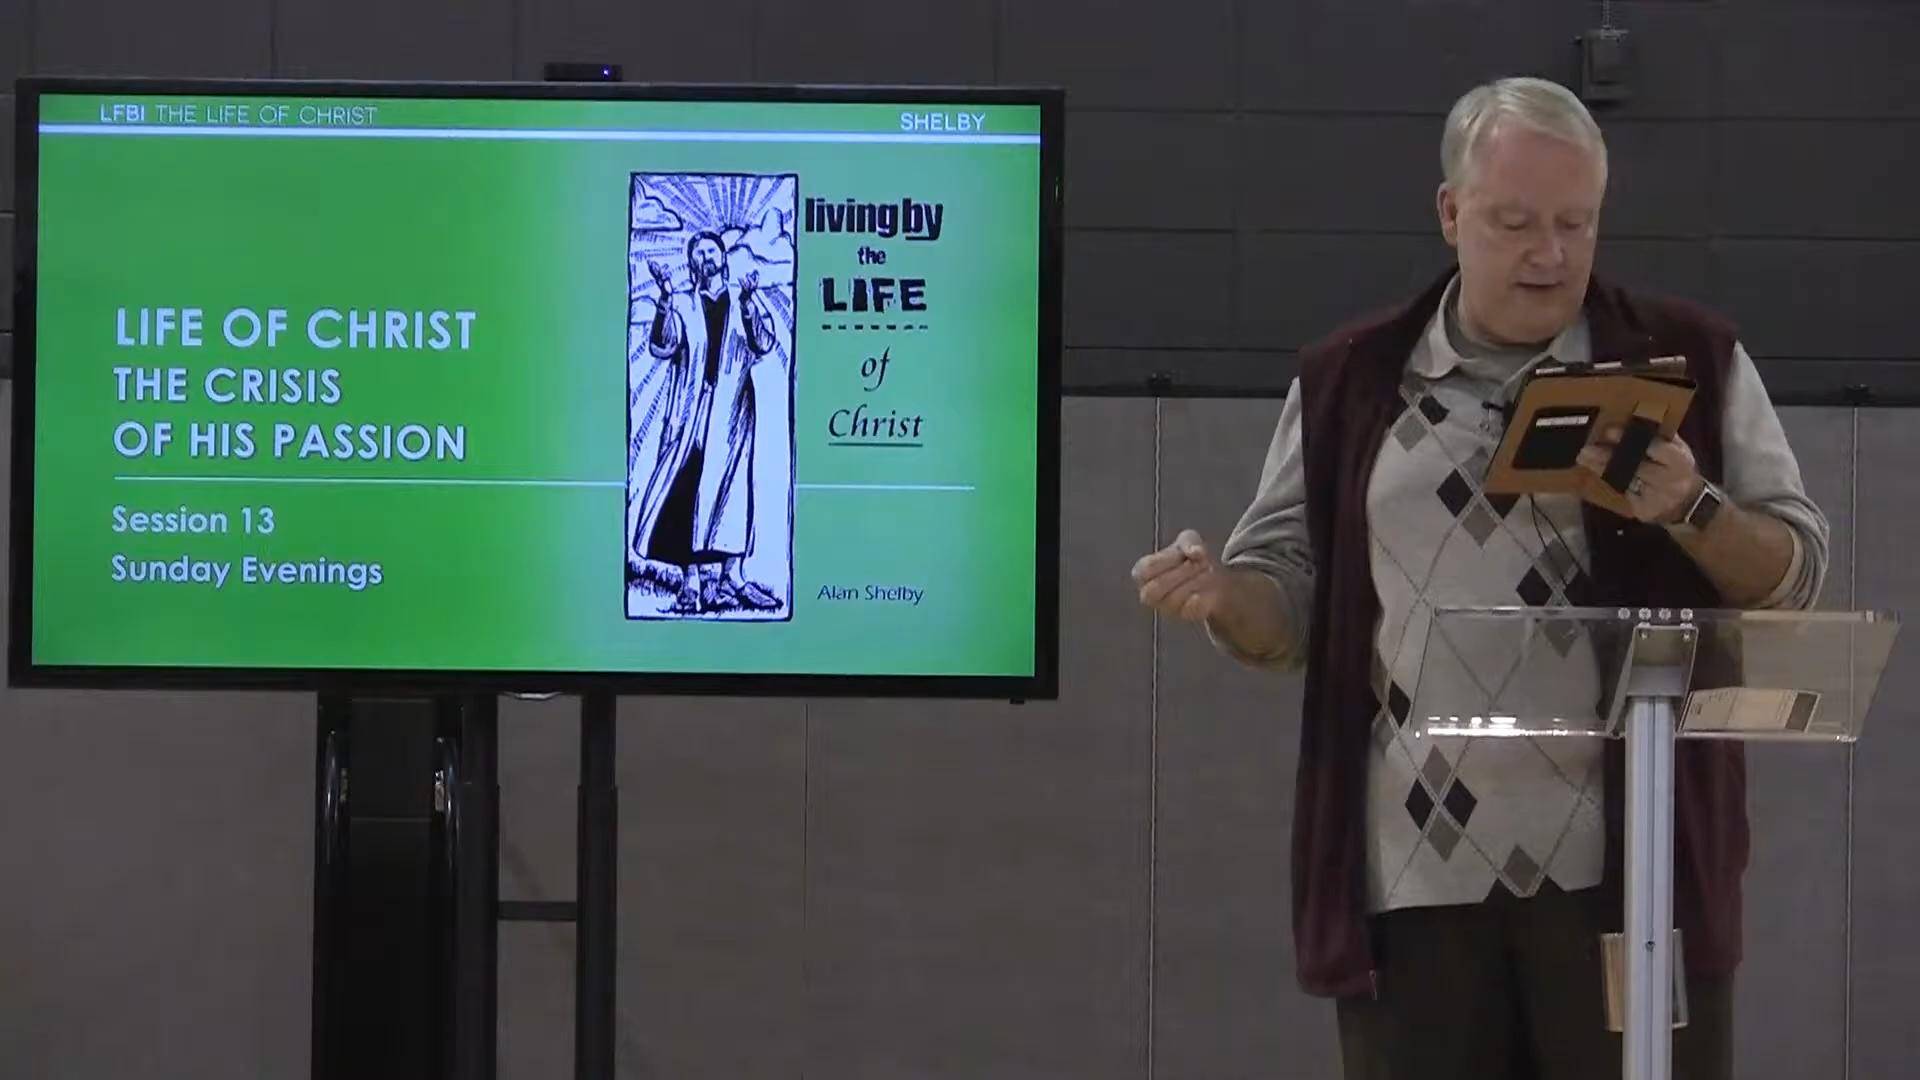 LFBI THE LIFE OF CHRIST
SHELBY
LIFE OF CHRIST
THE CRISIS
OF HIS PASSION
Session 13
Sunday Evenings
living by
the
LIFE
of
Christ
Alan Shelby